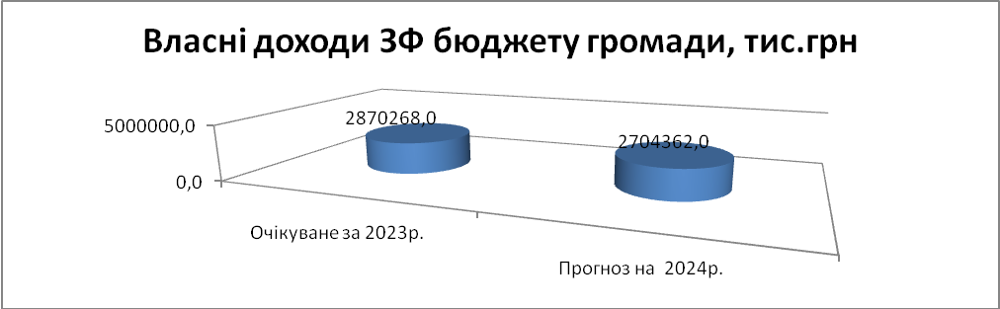 Власні доходи ЗФ бюджету громади, тис.грн
5000000,0
0,0
2870268,0
2704362,0
Очікуване за 2023р.
Прогноз на  2024р.